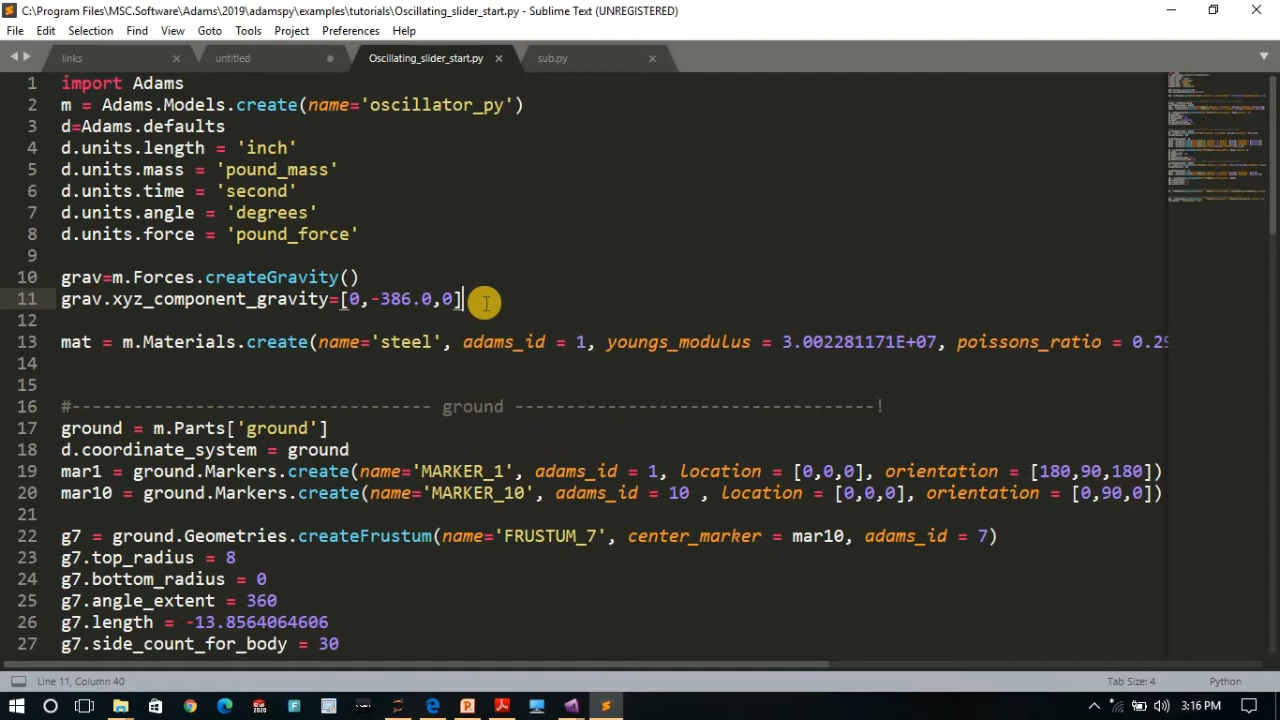 C:\Program Files\MSC.Software\Adams\2019\adamspy\examples\tutorials\Oscillating_slider_start.py - Sublime Text (UNREGISTERED)
File Edit Selection Find View Goto Tools Project Preferences Help
links untitled Oscillating_slider_start.py sub.py
1 import Adams
2 m = Adams.Models.create(name='oscillator_py')
3 d=Adams.defaults
4 d.units.length = 'inch'
5 d.units.mass = 'pound_mass'
6 d.units.time = 'second'
7 d.units.angle = 'degrees'
8 d.units.force = 'pound_force'
9
10 grav=m.Forces.createGravity()
11 grav.xyz_component_gravity=[0,-386.0,0]
12
13 mat = m.Materials.create(name='steel', adams_id = 1, youngs_modulus = 3.002281171E+07, poissons_ratio = 0.29
14
15
16 #----------------------------------- ground -----------------------------------!
17 ground = m.Parts['ground']
18 d.coordinate_system = ground
19 mar1 = ground.Markers.create(name='MARKER_1', adams_id = 1, location = [0,0,0], orientation = [180,90,180])
20 mar10 = ground.Markers.create(name='MARKER_10', adams_id = 10 , location = [0,0,0], orientation = [0,90,0])
21
22 g7 = ground.Geometries.createFrustum(name='FRUSTUM_7', center_marker = mar10, adams_id = 7)
23 g7.top_radius = 8
24 g7.bottom_radius = 0
25 g7.angle_extent = 360
26 g7.length = -13.8564064606
27 g7.side_count_for_body = 30
Line 11, Column 40 Tab Size: 4 Python
3:16 PM